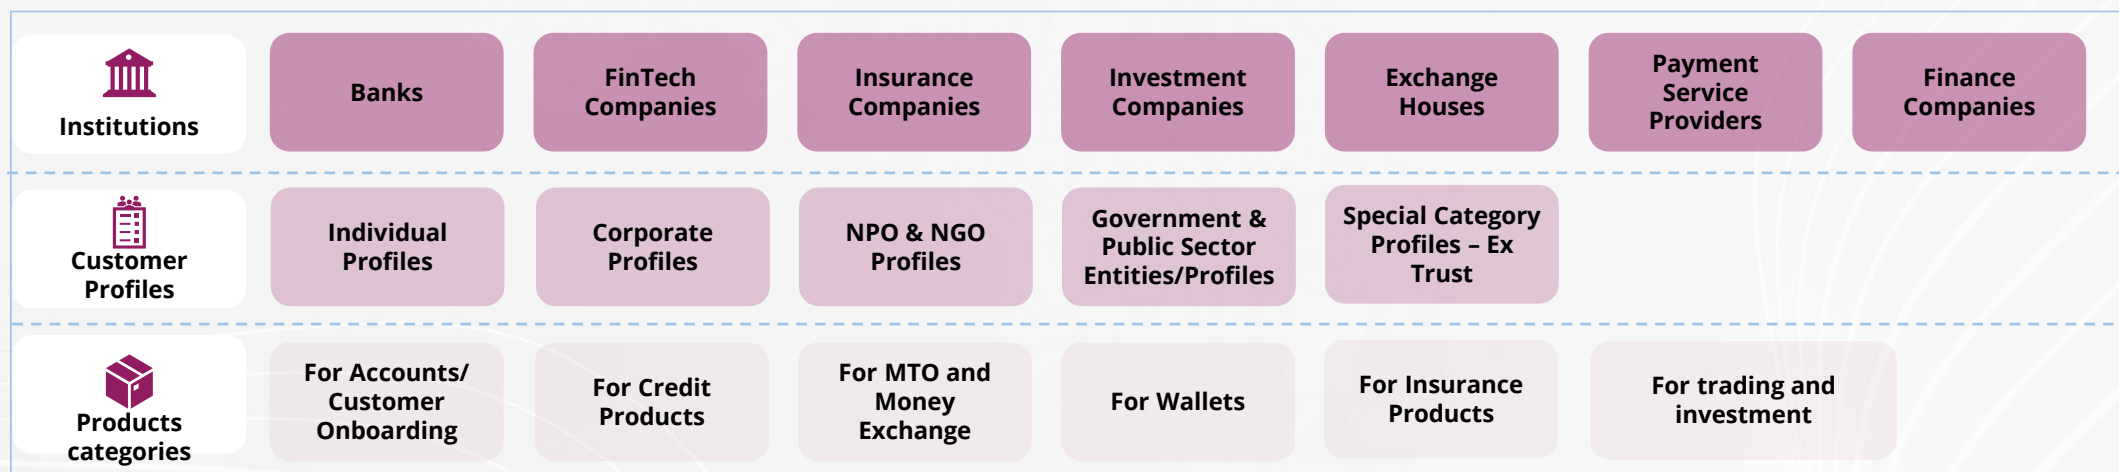 Institutions
Banks
FinTech
Companies
Insurance
Companies
Investment
Companies
Exchange
Houses
Payment
Service
Providers
Finance
Companies
Customer
Profiles
Individual
Profiles
Corporate
Profiles
NPO & NGO
Profiles
Government &
Public Sector
Entities/Profiles
Special Category
Profiles – Ex
Trust
Products
categories
For Accounts/
Customer
Onboarding
For Credit
Products
For MTO and
Money
Exchange
For Wallets
For Insurance
Products
For trading and
investment